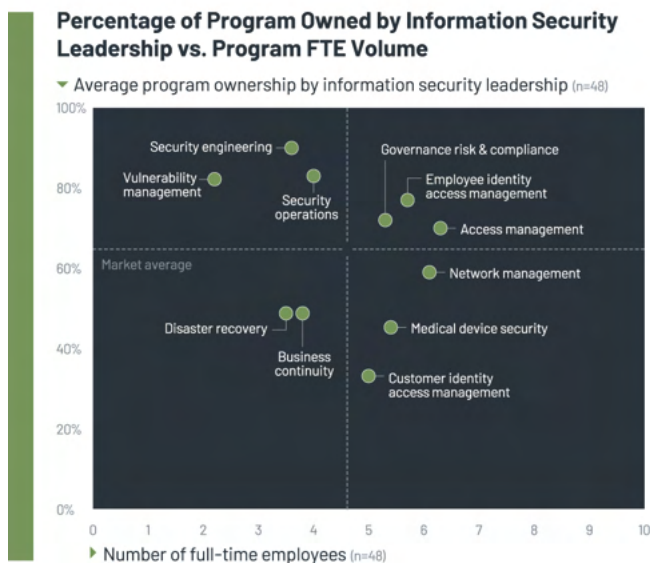 Percentage of Program Owned by Information Security
Leadership vs. Program FTE Volume
Average program ownership by information security leadership (n=48)
100%
80%
60%
40%
20%
0%
Security engineering
Vulnerability
management
Security
operations
Governance risk & compliance
Employee identity
access management
Access management
Market average
Network management
Disaster recovery
Business
continuity
Medical device security
Customer identity
access management
0 1 2 3 4 5 6 7 8 9 10
Number of full-time employees (n=48)